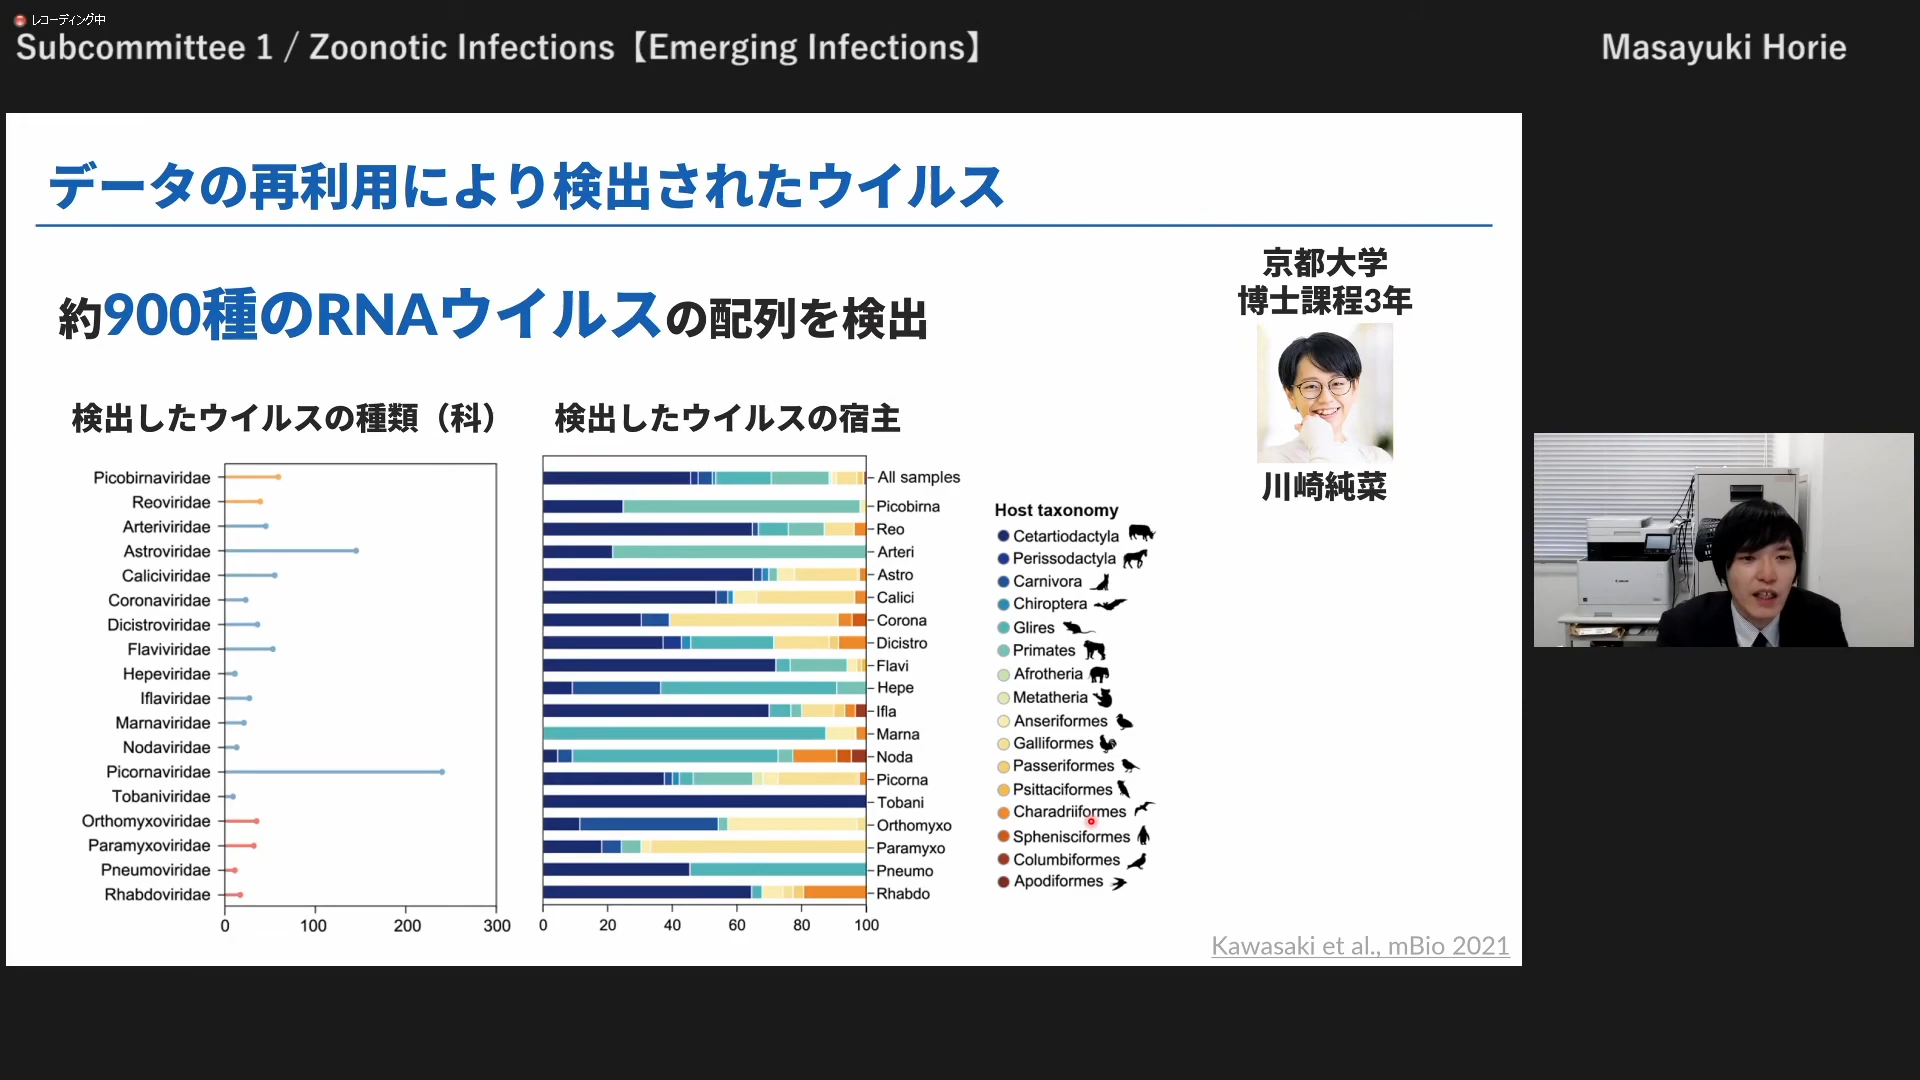 レコーディング中
Subcommittee 1 / Zoonotic Infections【Emerging Infections】
Masayuki Horie
データの再利用により検出されたウイルス
約900種のRNAウイルスの配列を検出
京都大学
博士課程3年
川崎純菜
検出したウイルスの種類（科）
Picobirnaviridae
Reoviridae
Arteriviridae
Astroviridae
Caliciviridae
Coronaviridae
Dicistroviridae
Flaviviridae
Hepeviridae
Iflaviridae
Marnaviridae
Nodaviridae
Picornaviridae
Tobaniviridae
Orthomyxoviridae
Paramyxoviridae
Pneumoviridae
Rhabdoviridae
0 100 200 300
検出したウイルスの宿主
All samples
Picobirna
Reo
Arteri
Astro
Calici
Corona
Dicistro
Flavi
Hepe
Ifla
Marna
Noda
Picorna
Tobani
Orthomyxo
Paramyxo
Pneumo
Rhabdo
0 20 40 60 80 100
Host taxonomy
Cetartiodactyla
Perissodactyla
Carnivora
Chiroptera
Glires
Primates
Afrotheria
Metatheria
Anseriformes
Galliformes
Passeriformes
Psittaciformes
Charadriiformes
Sphenisciformes
Columbiformes
Apodiformes
Kawasaki et al., mBio 2021